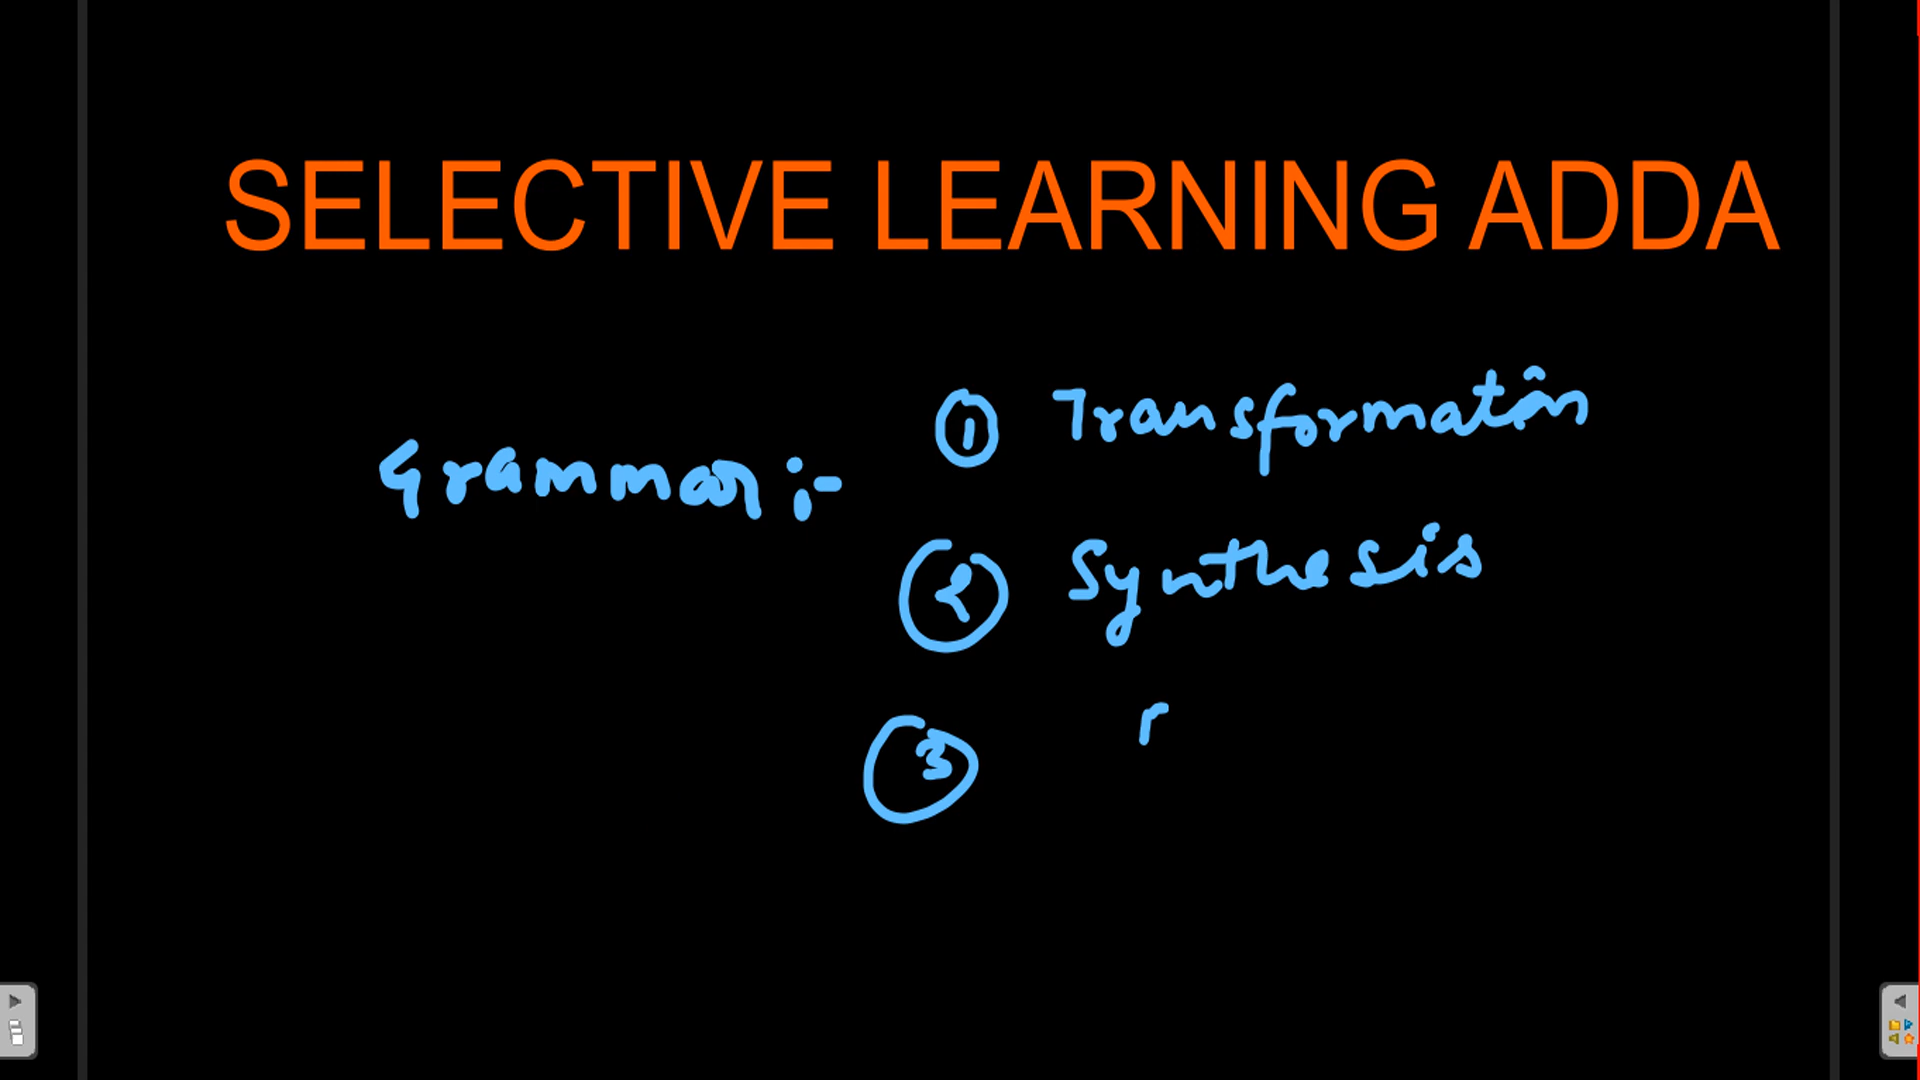 SELECTIVE LEARNING ADDA
Grammar :-
① Transformation
② Synthesis
③